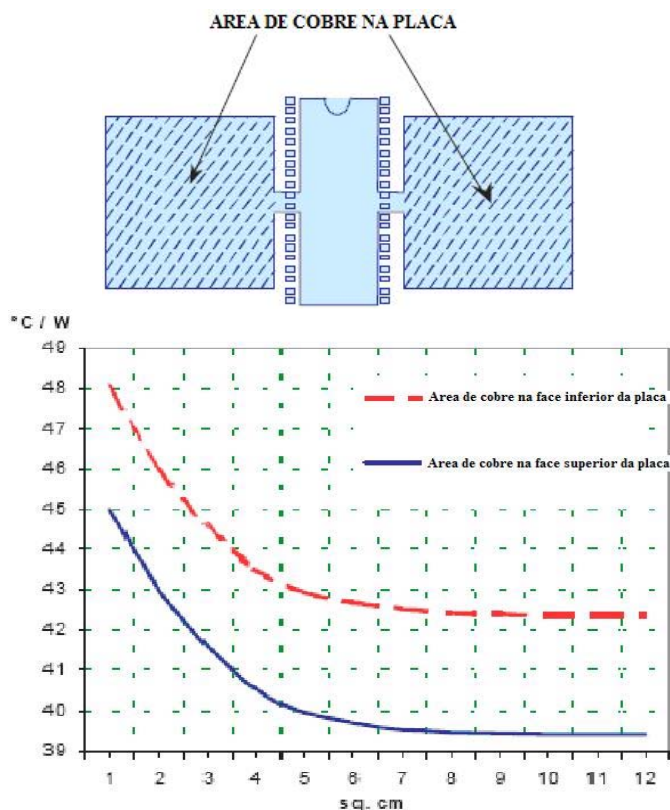 AREA DE COBRE NA PLACA
°C / W
49
48
47
46
45
44
43
42
41
40
39
Area de cobre na face inferior da placa
Area de cobre na face superior da placa
1 2 3 4 5 6 7 8 9 10 11 12
sq. cm